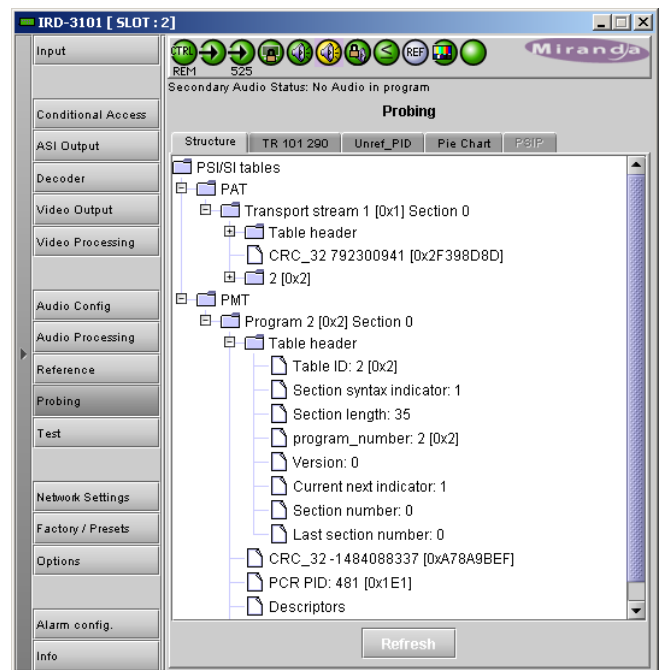 IRD-3101 [ SLOT : 2]
Input
Conditional Access
ASI Output
Decoder
Video Output
Video Processing
Audio Config
Audio Processing
Reference
Probing
Test
Network Settings
Factory / Presets
Options
Alarm config.
Info
CTRL
REF
Miranda
REM 525
Secondary Audio Status: No Audio in program
Probing
Structure TR 101 290 Unref_PID Pie Chart PSIP
PSI/SI tables
PAT
Transport stream 1 [0x1] Section 0
Table header
CRC_32 792300941 [0x2F398D8D]
2 [0x2]
PMT
Program 2 [0x2] Section 0
Table header
Table ID: 2 [0x2]
Section syntax indicator: 1
Section length: 35
program_number: 2 [0x2]
Version: 0
Current next indicator: 1
Section number: 0
Last section number: 0
CRC_32 -1484088337 [0xA78A9BEF]
PCR PID: 481 [0x1E1]
Descriptors
Refresh